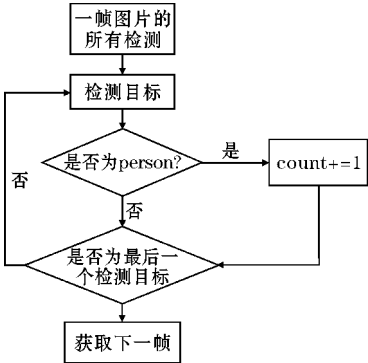 一帧图片的
所有检测
检测目标
是否为person?
是
count+=1
否
否
是否为最后一
个检测目标
获取下一帧